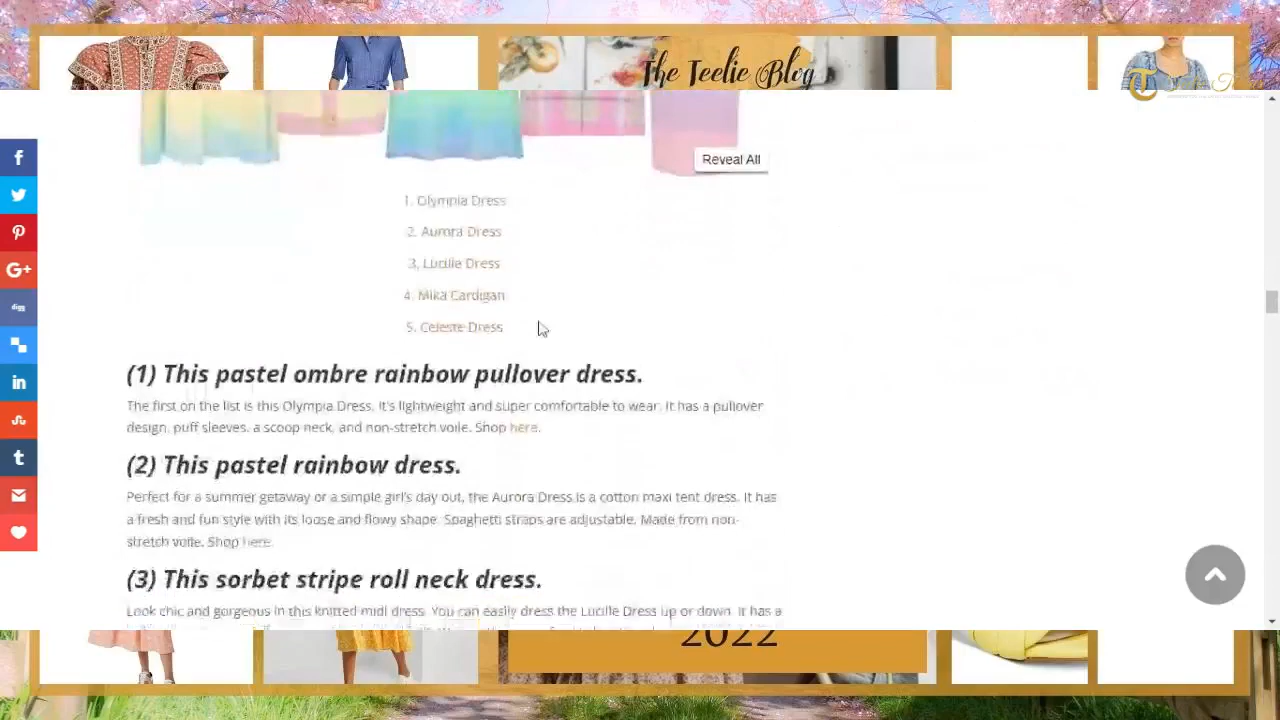 The Teelie Blog
Reveal All
1. Olympia Dress
2. Aurora Dress
3. Lucille Dress
4. Mika Cardigan
5. Celeste Dress
(1) This pastel ombre rainbow pullover dress.
The first on the list is this Olympia Dress. It's lightweight and super comfortable to wear. It has a pullover
design, puff sleeves, a scoop neck, and non-stretch voile. Shop here.
(2) This pastel rainbow dress.
Perfect for a summer getaway or a simple girl's day out, the Aurora Dress is a cotton maxi tent dress. It has
a fresh and fun style with its loose and flowy shape. Spaghetti straps are adjustable. Made from non-
stretch voile. Shop here.
(3) This sorbet stripe roll neck dress.
Look chic and gorgeous in this knitted midi dress. You can easily dress the Lucille Dress up or down. It has a
2022
digg